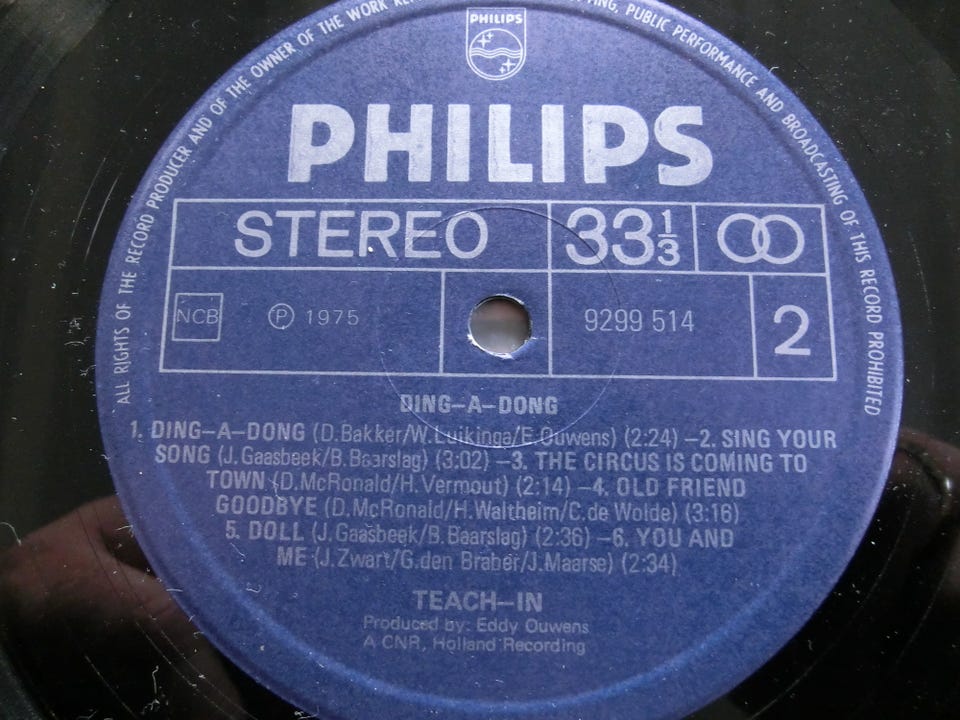 ALL RIGHTS OF THE RECORD PRODUCER AND OF THE OWNER OF THE WORK
PUBLIC PERFORMANCE AND BROADCASTING OF THIS RECORD PROHIBITED
PHILIPS
PHILIPS
STEREO 33 1/3
NCB Ⓟ 1975 9299 514 2
DING–A–DONG
1. DING–A–DONG (D.Bakker/W.Luikinga/E.Ouwens) (2:24) –2. SING YOUR
SONG (J.Gaasbeek/B.Baarslag) (3:02) –3. THE CIRCUS IS COMING TO
TOWN (D.McRonald/H.Vermout) (2:14) –4. OLD FRIEND
GOODBYE (D.McRonald/H.Waltheim/C.de Wolde) (3:16)
5. DOLL (J.Gaasbeek/B.Baarslag) (2:36) –6. YOU AND
ME (J.Zwart/G.den Braber/J.Maarse) (2:34)
TEACH–IN
Produced by: Eddy Ouwens
A CNR, Holland Recording